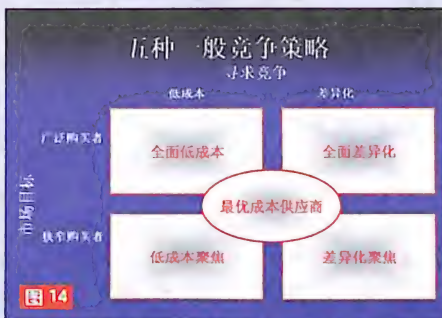 五种一般竞争策略
寻求竞争
低成本 差异化
广泛购买者
全面低成本 全面差异化
市场目标
最优成本供应商
狭窄购买者
低成本聚焦 差异化聚焦
图 14